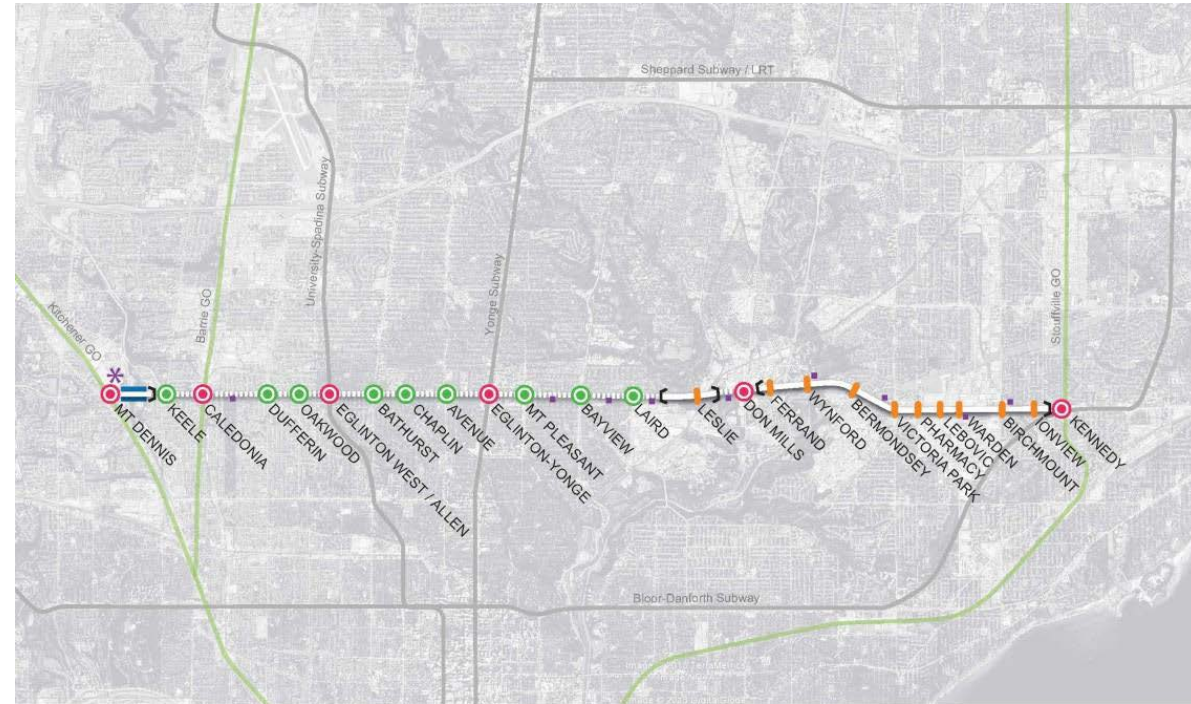 Sheppard Subway / LRT
University-Spadina Subway
Barrie GO
Yonge Subway
Stouffville GO
Kitchener GO
MT DENNIS
KEELE
CALEDONIA
DUFFERIN
OAKWOOD
EGLINTON WEST / ALLEN
BATHURST
CHAPLIN
AVENUE
EGLINTON-YONGE
MT PLEASANT
BAYVIEW
LAIRD
LESLIE
DON MILLS
FERRAND
WYNFORD
BERMONDSEY
VICTORIA PARK
PHARMACY
LEBOVIC
WARDEN
BIRCHMOUNT
IONVIEW
KENNEDY
Bloor-Danforth Subway